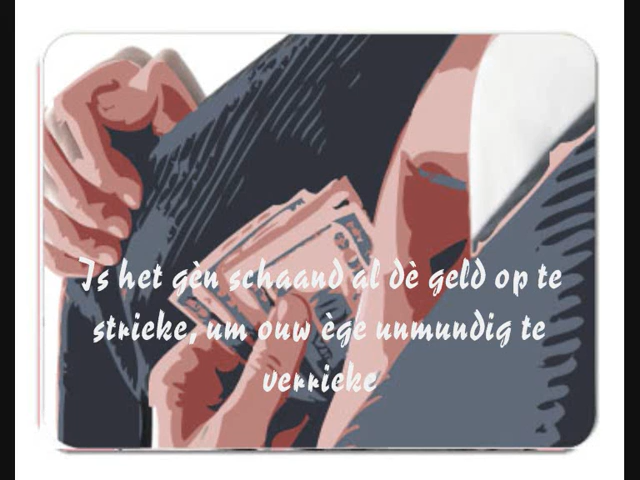 Is het gèn schaand al dè geld op te
strieke, um ouw ège unmundig te
verrieke